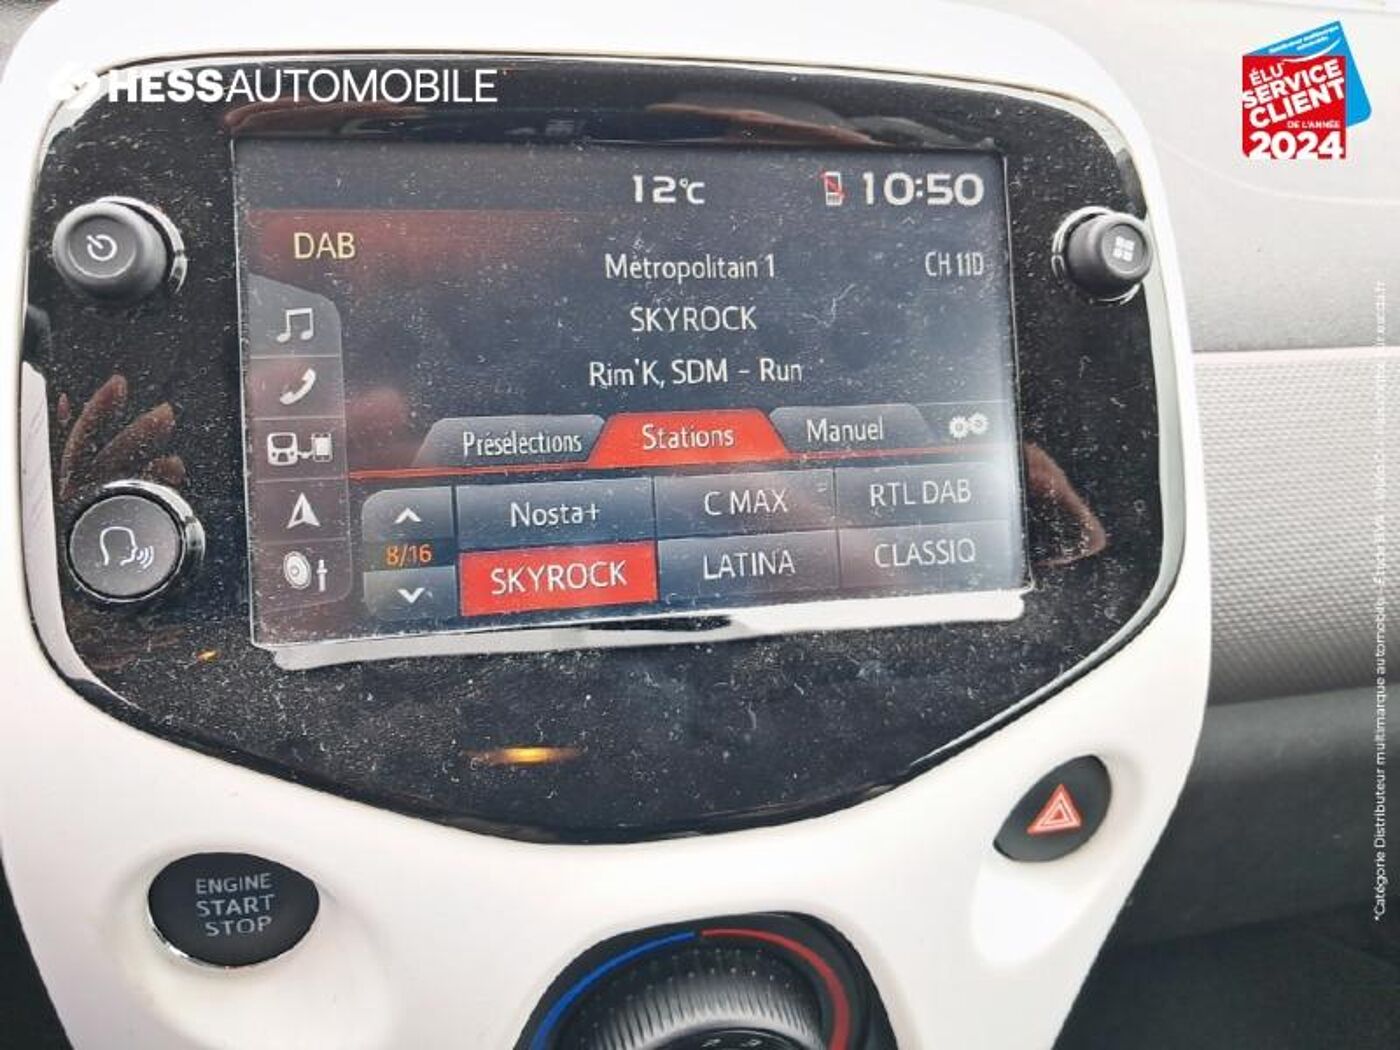 HESSAUTOMOBILE
ÉLU
SERVICE
CLIENT
DE L'ANNÉE
2024
12°C
10:50
DAB
Métropolitain 1
CH 11D
SKYROCK
Rim'K, SDM - Run
Présélections
Stations
Manuel
Nosta+
C MAX
RTL DAB
8/16
SKYROCK
LATINA
CLASSIQ
ENGINE
START
STOP
*Catégorie Distributeur multimarque automobile